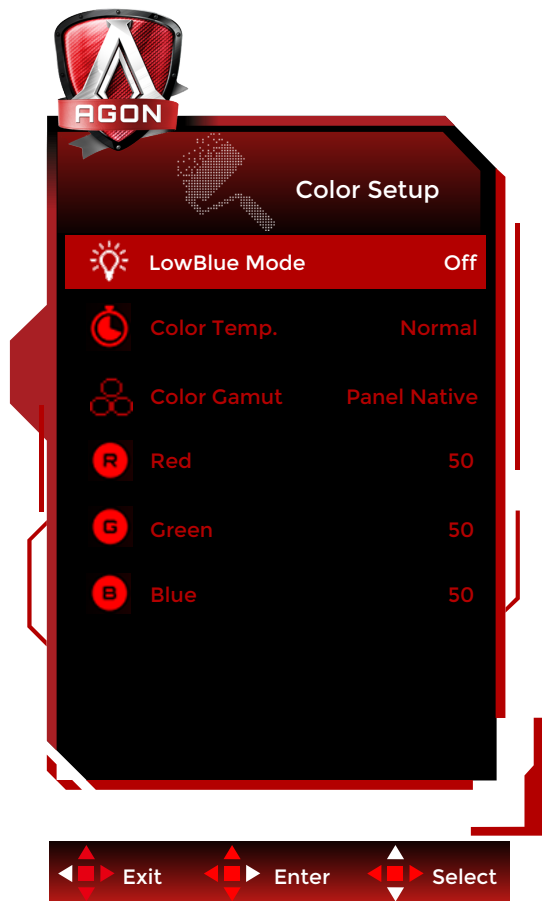 AGON
Color Setup
LowBlue Mode Off
Color Temp. Normal
Color Gamut Panel Native
R Red 50
G Green 50
B Blue 50
Exit Enter Select